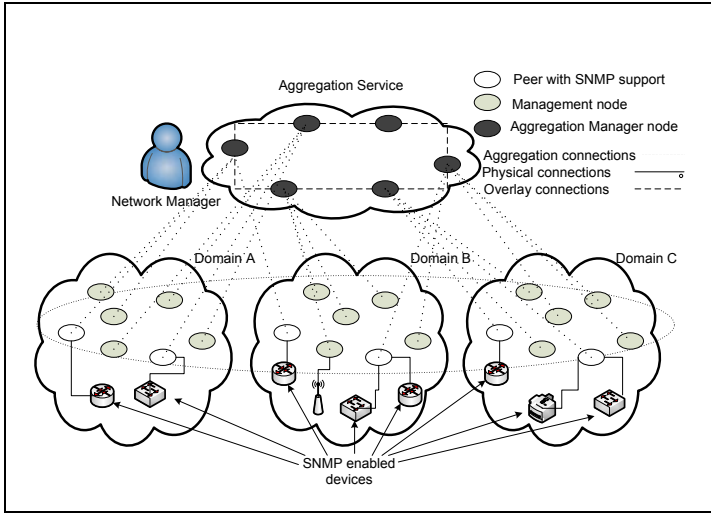 Aggregation Service
Peer with SNMP support
Management node
Aggregation Manager node
Aggregation connections
Physical connections
Overlay connections
Network Manager
Domain A
Domain B
Domain C
SNMP enabled
devices